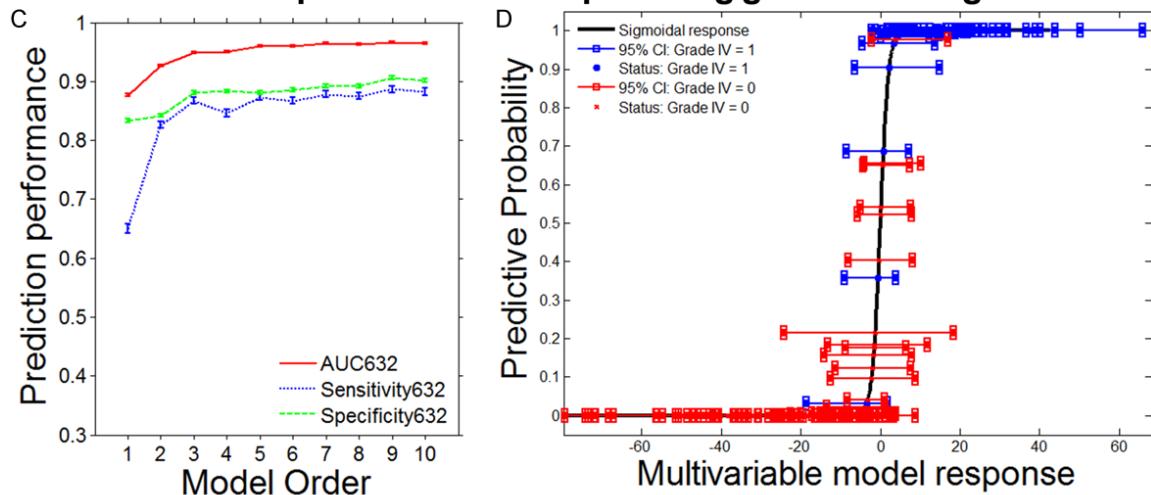 C
Prediction performance
1
0.9
0.8
0.7
0.6
0.5
0.4
0.3
AUC632
Sensitivity632
Specificity632
1 2 3 4 5 6 7 8 9 10
Model Order
D
Predictive Probability
1
0.9
0.8
0.7
0.6
0.5
0.4
0.3
0.2
0.1
0
Sigmoidal response
95% CI: Grade IV = 1
Status: Grade IV = 1
95% CI: Grade IV = 0
Status: Grade IV = 0
-60 -40 -20 0 20 40 60
Multivariable model response